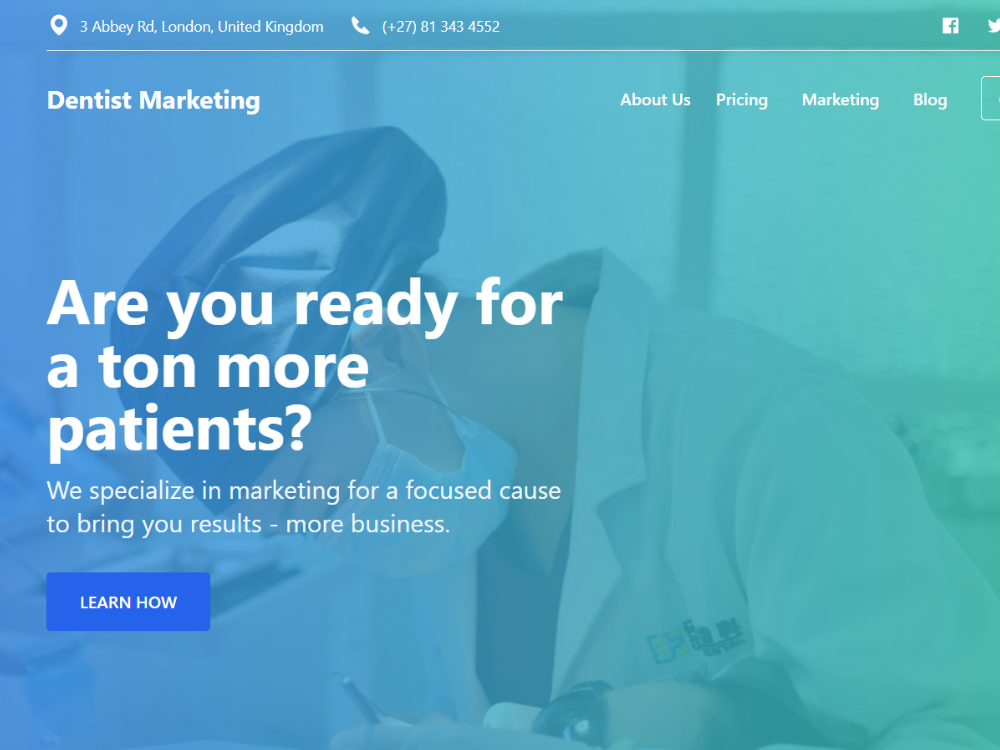 3 Abbey Rd, London, United Kingdom (+27) 81 343 4552
Dentist Marketing About Us Pricing Marketing Blog
Are you ready for
a ton more
patients?
We specialize in marketing for a focused cause
to bring you results - more business.
LEARN HOW